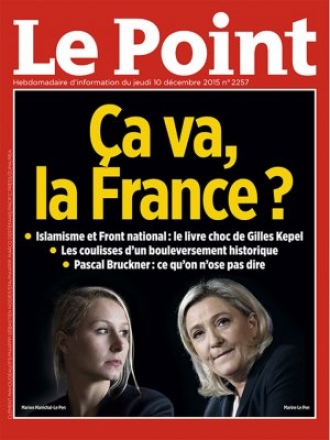 Le Point
Hebdomadaire d'information du jeudi 10 décembre 2015 n° 2257
Ça va,
la France ?
• Islamisme et Front national : le livre choc de Gilles Kepel
• Les coulisses d'un bouleversement historique
• Pascal Bruckner : ce qu'on n'ose pas dire
Marion Maréchal-Le Pen
Marine Le Pen